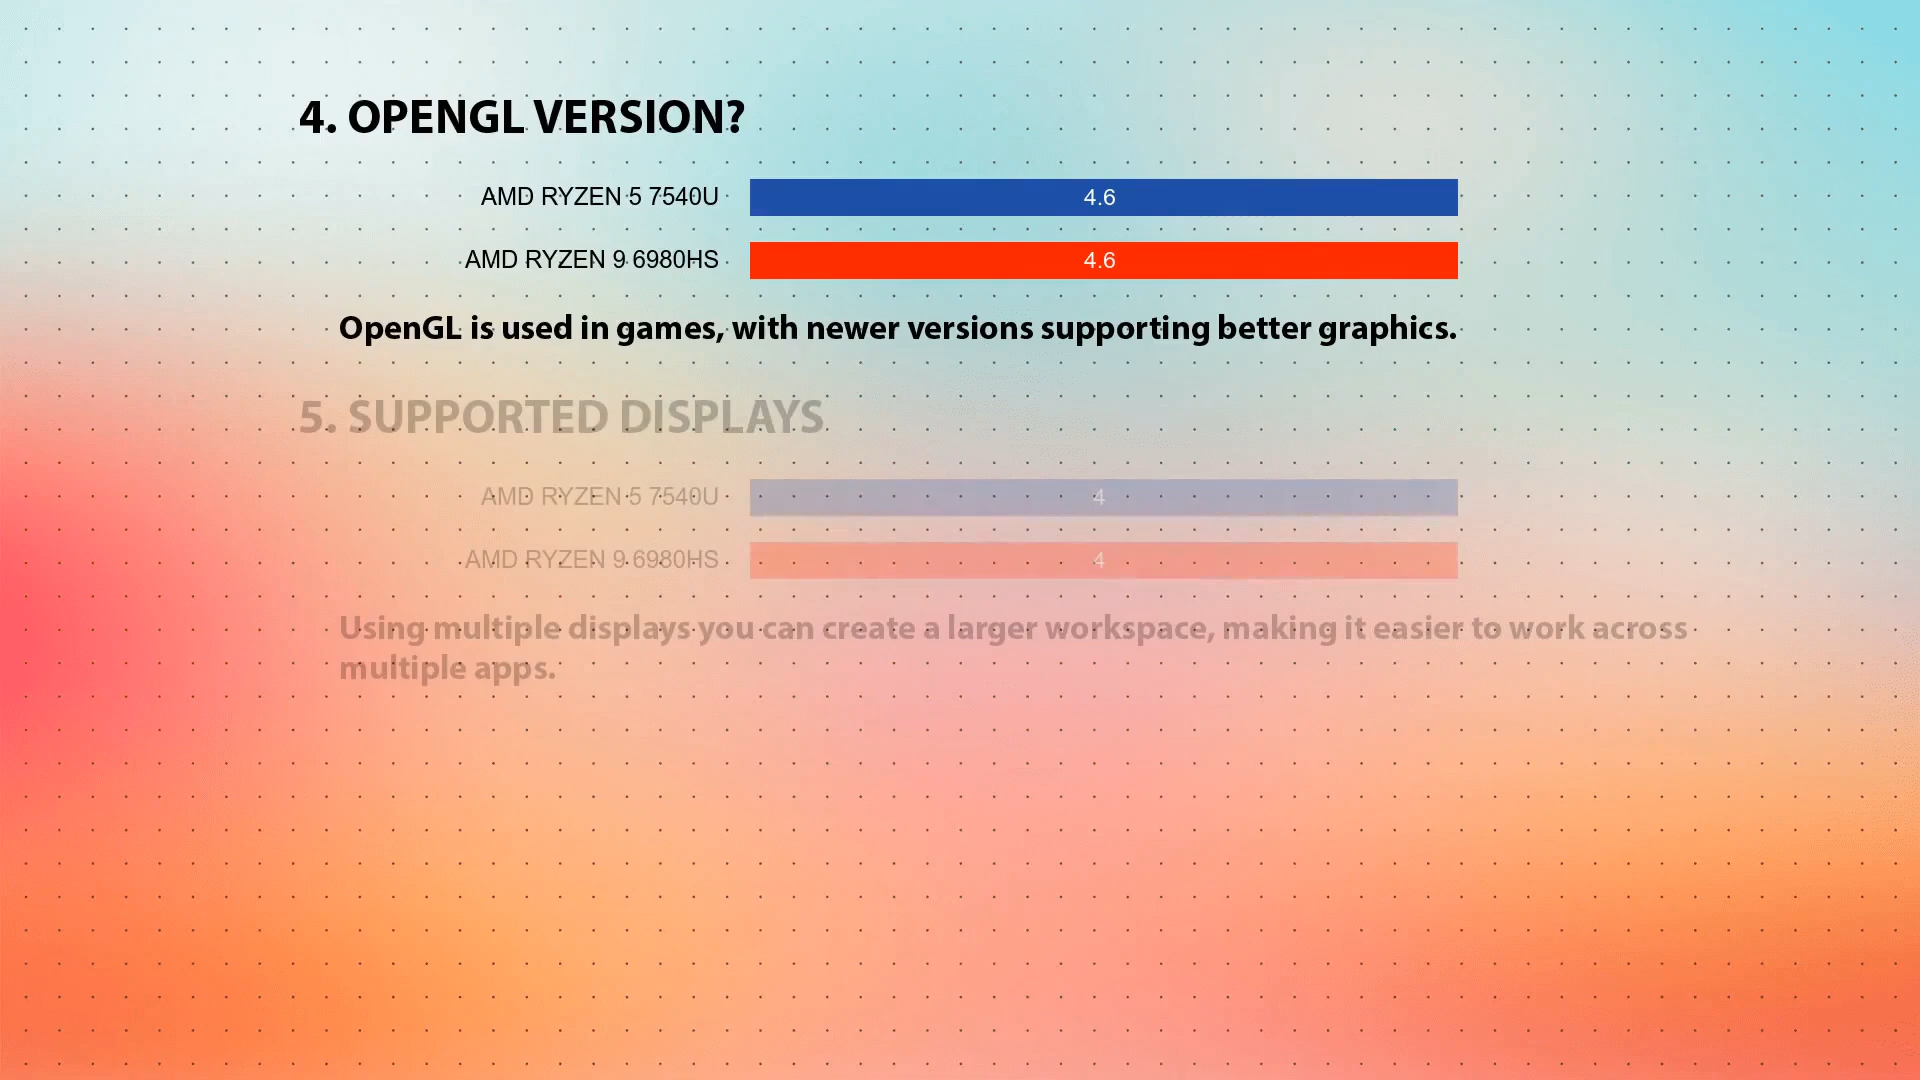 4. OPENGL VERSION?
AMD RYZEN 5 7540U
4.6
AMD RYZEN 9 6980HS
4.6
OpenGL is used in games, with newer versions supporting better graphics.
5. SUPPORTED DISPLAYS
AMD RYZEN 5 7540U
4
AMD RYZEN 9 6980HS
4
Using multiple displays you can create a larger workspace, making it easier to work across
multiple apps.